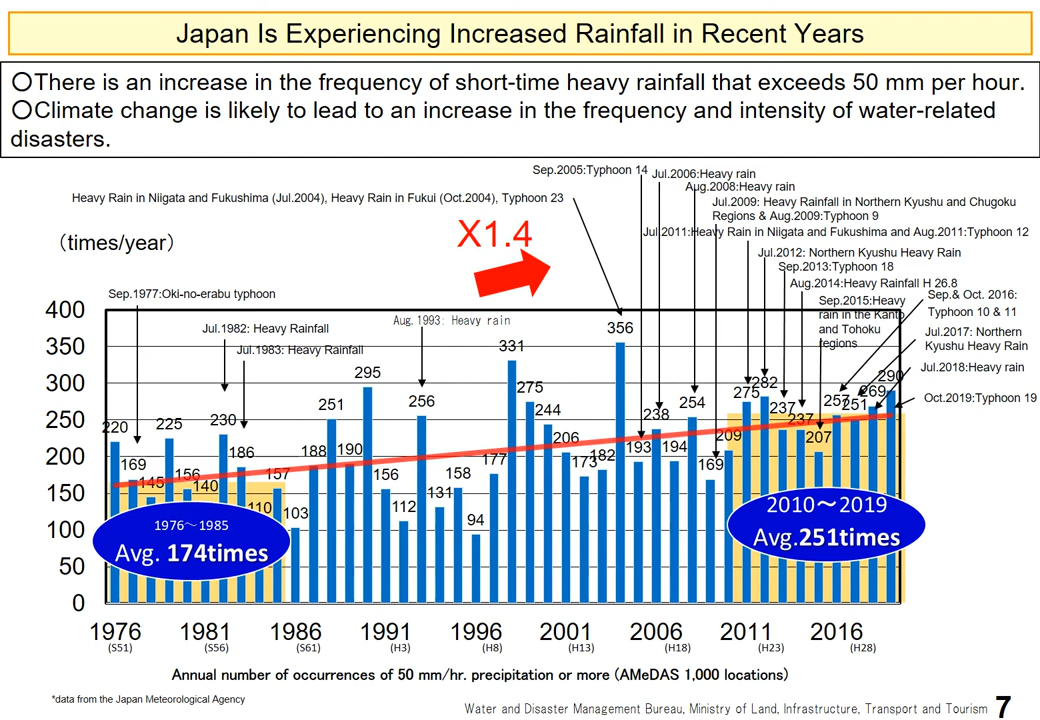 Japan Is Experiencing Increased Rainfall in Recent Years
〇There is an increase in the frequency of short-time heavy rainfall that exceeds 50 mm per hour.
〇Climate change is likely to lead to an increase in the frequency and intensity of water-related
disasters.
Sep.2005:Typhoon 14
Jul.2006:Heavy rain
Aug.2008:Heavy rain
Heavy Rain in Niigata and Fukushima (Jul.2004), Heavy Rain in Fukui (Oct.2004), Typhoon 23
Jul.2009: Heavy Rainfall in Northern Kyushu and Chugoku
Regions & Aug.2009:Typhoon 9
Jul.2011:Heavy Rain in Niigata and Fukushima and Aug.2011:Typhoon 12
（times/year）
X1.4
Jul.2012: Northern Kyushu Heavy Rain
Sep.2013:Typhoon 18
Aug.2014:Heavy Rainfall H 26.8
Sep.2015:Heavy
rain in the Kanto
and Tohoku
regions
Sep.& Oct. 2016:
Typhoon 10 & 11
Jul.2017: Northern
Kyushu Heavy Rain
Jul.2018:Heavy rain
Oct.2019:Typhoon 19
Sep.1977:Oki-no-erabu typhoon
Jul.1982: Heavy Rainfall
Jul.1983: Heavy Rainfall
Aug.1993: Heavy rain
400
350
300
250
200
150
100
50
0
220
169
145
225
156
140
230
186
110
157
103
188
251
190
295
156
112
256
131
158
94
177
331
275
244
206
173
182
356
193
238
194
254
169
209
275
282
237
237
207
257
251
269
290
1976～1985
Avg. 174times
2010～2019
Avg.251times
1976 1981 1986 1991 1996 2001 2006 2011 2016
(S51) (S56) (S61) (H3) (H8) (H13) (H18) (H23) (H28)
Annual number of occurrences of 50 mm/hr. precipitation or more (AMeDAS 1,000 locations)
*data from the Japan Meteorological Agency
Water and Disaster Management Bureau, Ministry of Land, Infrastructure, Transport and Tourism 7